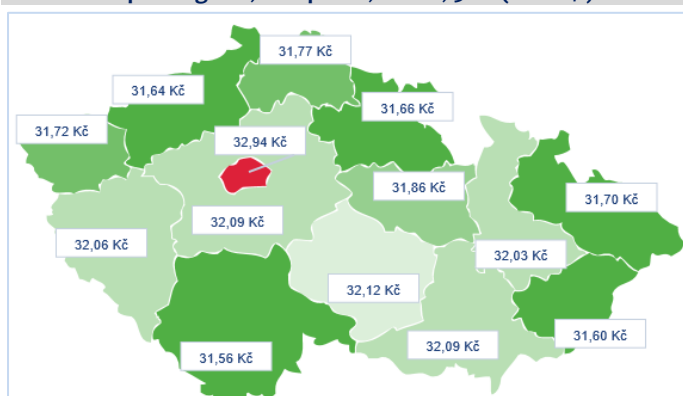 31,77 Kč
31,64 Kč
31,66 Kč
31,72 Kč
32,94 Kč
31,86 Kč
31,70 Kč
32,09 Kč
32,06 Kč
32,03 Kč
32,12 Kč
31,60 Kč
32,09 Kč
31,56 Kč